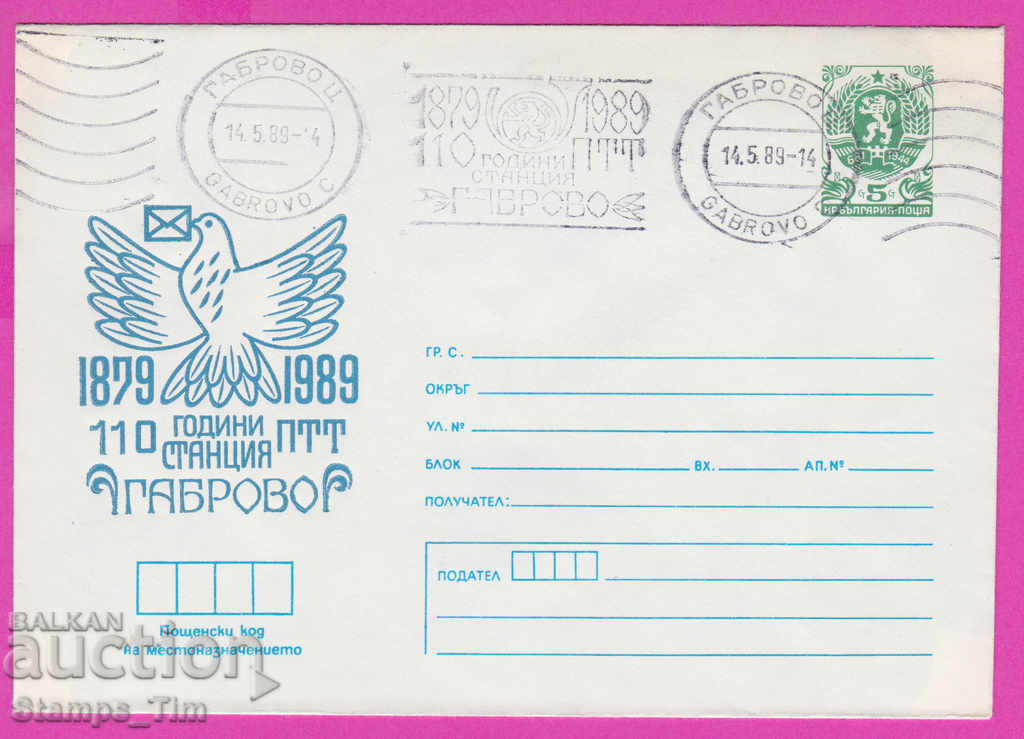 ГАБРОВО Ц
14.5.89-14
GABROVO C
1879 1989
110 ГОДИНИ ПТТ
СТАНЦИЯ
ГАБРОВО
ГАБРОВО
14.5.89-14
GABROVO C
681 1944
5
НР БЪЛГАРИЯ·ПОЩА
1879 1989
110 ГОДИНИ ПТТ
СТАНЦИЯ
ГАБРОВО
ГР. С.
ОКРЪГ
УЛ. №
БЛОК ВХ. АП. №
ПОЛУЧАТЕЛ:
ПОДАТЕЛ
Пощенски код
на местоназначението
BALKAN
auction
Stamps_Tim